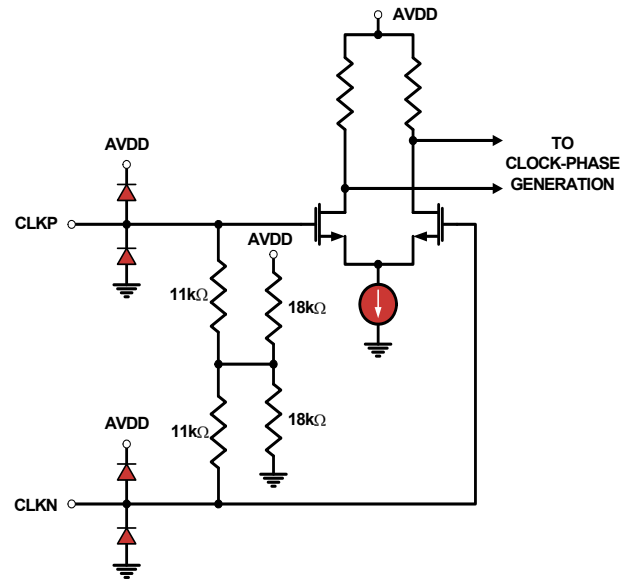 AVDD
TO
CLOCK-PHASE
GENERATION
AVDD
CLKP
AVDD
11kΩ
18kΩ
11kΩ
18kΩ
AVDD
CLKN